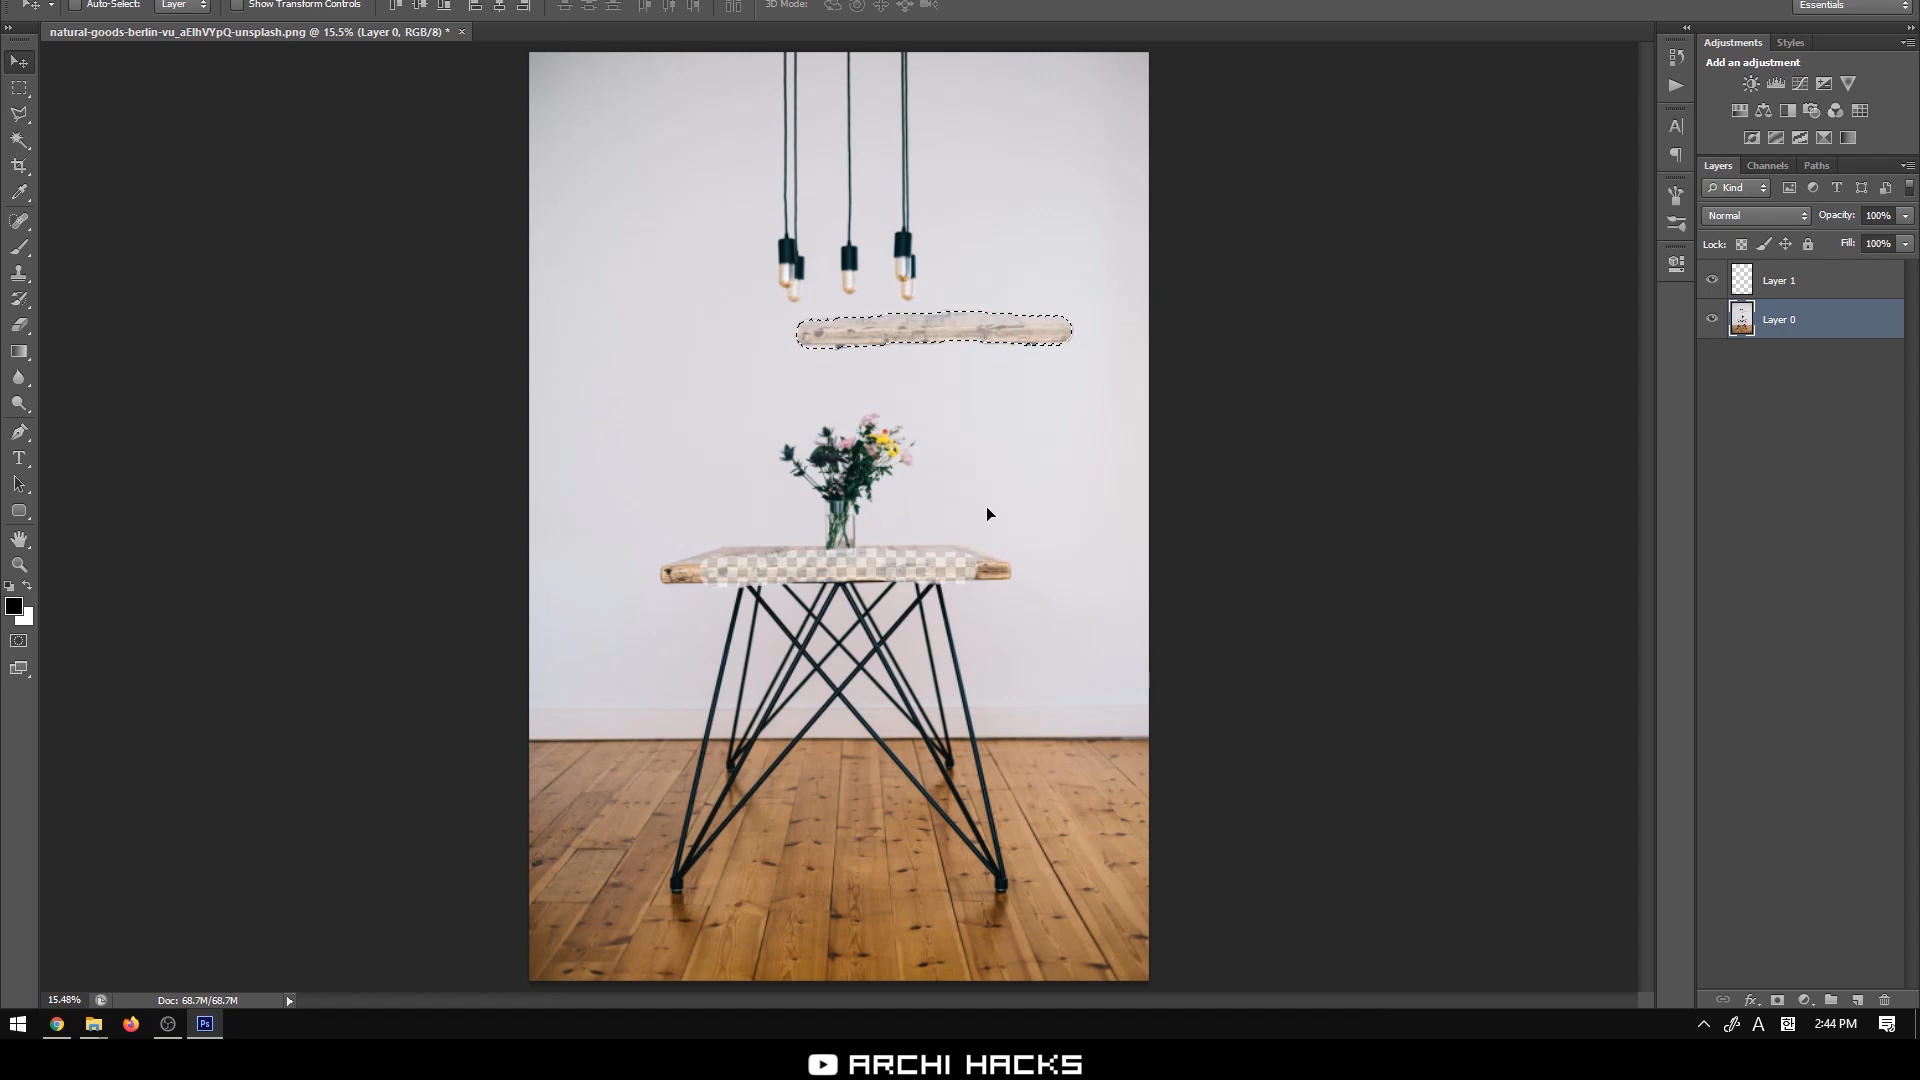 Auto-Select:
Layer
Show Transform Controls
3D Mode:
Essentials
natural-goods-berlin-vu_aElhVYpQ-unsplash.png @ 15.5% (Layer 0, RGB/8) *
Adjustments
Styles
Add an adjustment
Layers
Channels
Paths
Kind
Normal
Opacity:
100%
Lock:
Fill:
100%
Layer 1
Layer 0
15.48%
Doc: 68.7M/68.7M
Ps
A
한
2:44 PM
ARCHI HACKS